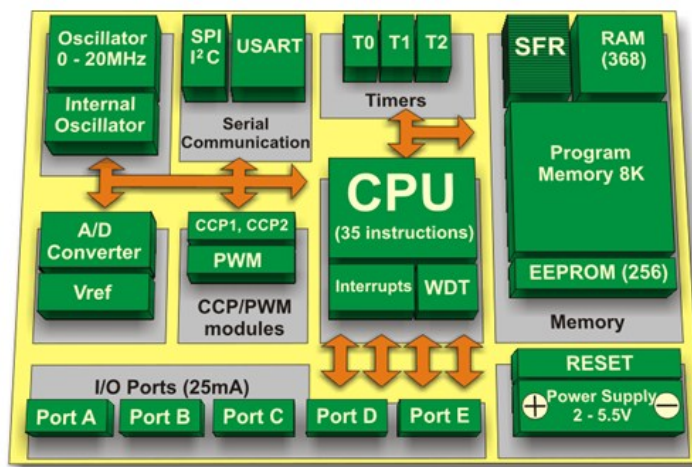 Oscillator
0 - 20MHz
Internal
Oscillator
SPI
I²C
USART
Serial
Communication
T0
T1
T2
Timers
SFR
RAM
(368)
Program
Memory 8K
EEPROM (256)
Memory
CPU
(35 instructions)
Interrupts
WDT
A/D
Converter
Vref
CCP1, CCP2
PWM
CCP/PWM
modules
I/O Ports (25mA)
Port A
Port B
Port C
Port D
Port E
RESET
+
Power Supply
2 - 5.5V
−